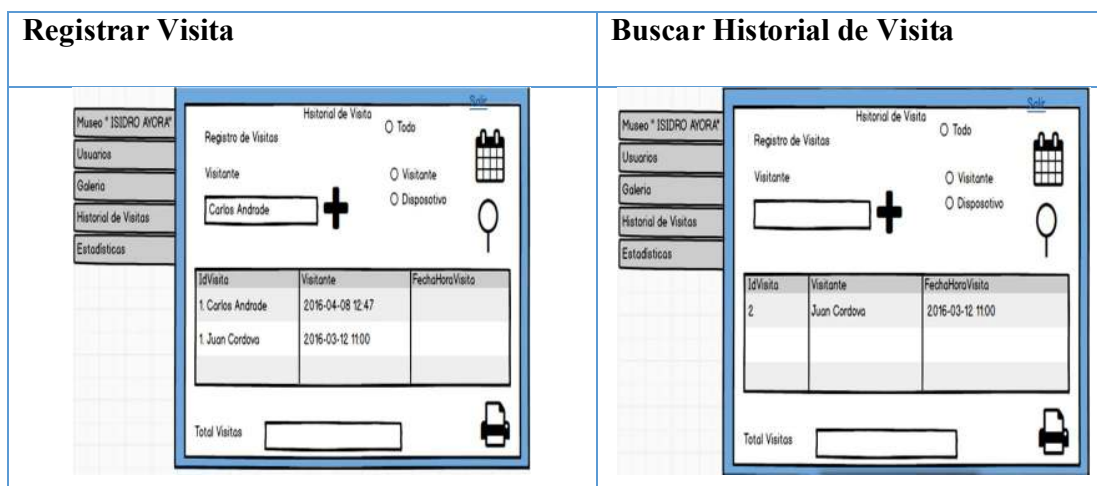 Registrar Visita
Buscar Historial de Visita
Salir
Museo " ISIDRO AYORA"
Usuarios
Galeria
Historial de Visitas
Estadísticas
Hsitorial de Visita
Registro de Visitas
Todo
Visitante
Visitante
Disposotivo
Carlos Andrade
IdVisita Visitante FechaHoraVisita
1. Carlos Andrade 2016-04-08 12:47
1. Juan Cordova 2016-03-12 11:00
Total Visitas
Salir
Museo " ISIDRO AYORA"
Usuarios
Galeria
Historial de Visitas
Estadísticas
Hsitorial de Visita
Registro de Visitas
Todo
Visitante
Visitante
Disposotivo
IdVisita Visitante FechaHoraVisita
2 Juan Cordova 2016-03-12 11:00
Total Visitas